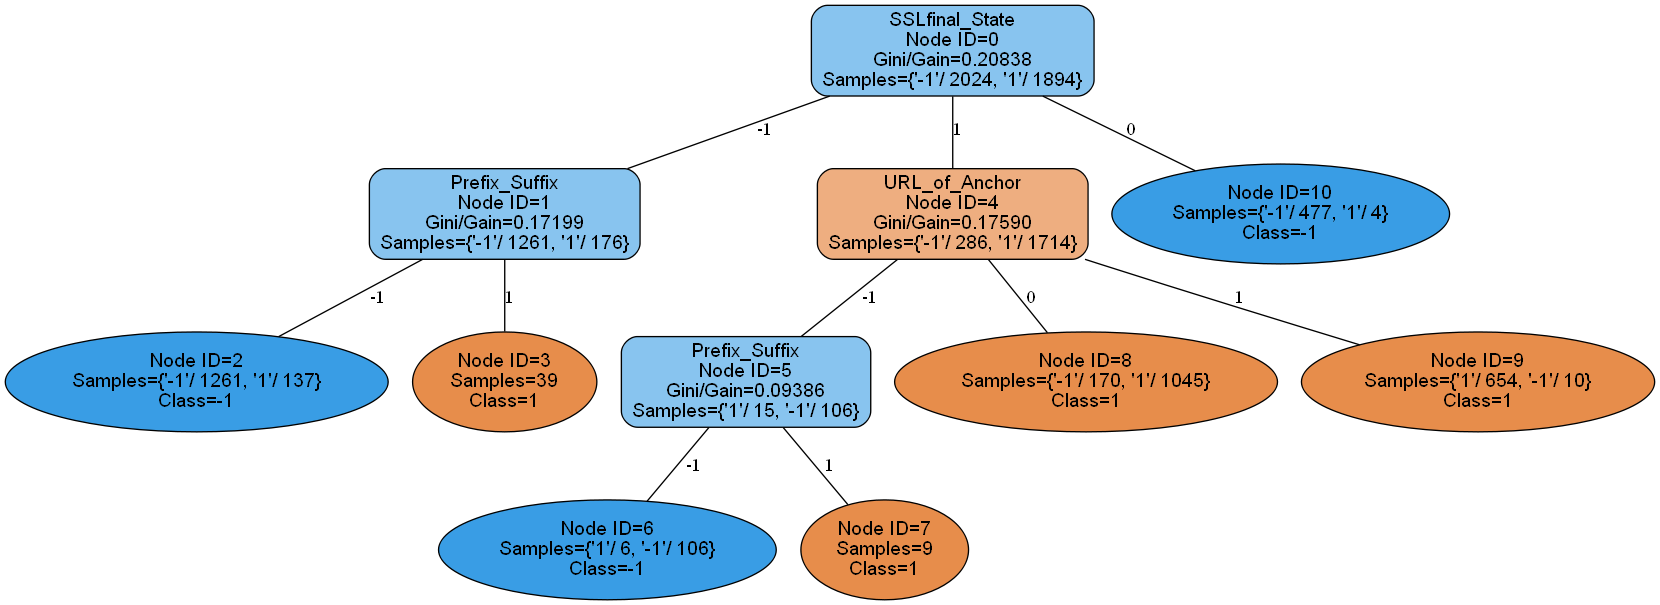 SSLfinal_State
Node ID=0
Gini/Gain=0.20838
Samples={'-1'/ 2024, '1'/ 1894}
-1
1
0
Prefix_Suffix
Node ID=1
Gini/Gain=0.17199
Samples={'-1'/ 1261, '1'/ 176}
URL_of_Anchor
Node ID=4
Gini/Gain=0.17590
Samples={'-1'/ 286, '1'/ 1714}
Node ID=10
Samples={'-1'/ 477, '1'/ 4}
Class=-1
-1
1
-1
0
1
Node ID=2
Samples={'-1'/ 1261, '1'/ 137}
Class=-1
Node ID=3
Samples=39
Class=1
Prefix_Suffix
Node ID=5
Gini/Gain=0.09386
Samples={'1'/ 15, '-1'/ 106}
Node ID=8
Samples={'-1'/ 170, '1'/ 1045}
Class=1
Node ID=9
Samples={'1'/ 654, '-1'/ 10}
Class=1
-1
1
Node ID=6
Samples={'1'/ 6, '-1'/ 106}
Class=-1
Node ID=7
Samples=9
Class=1